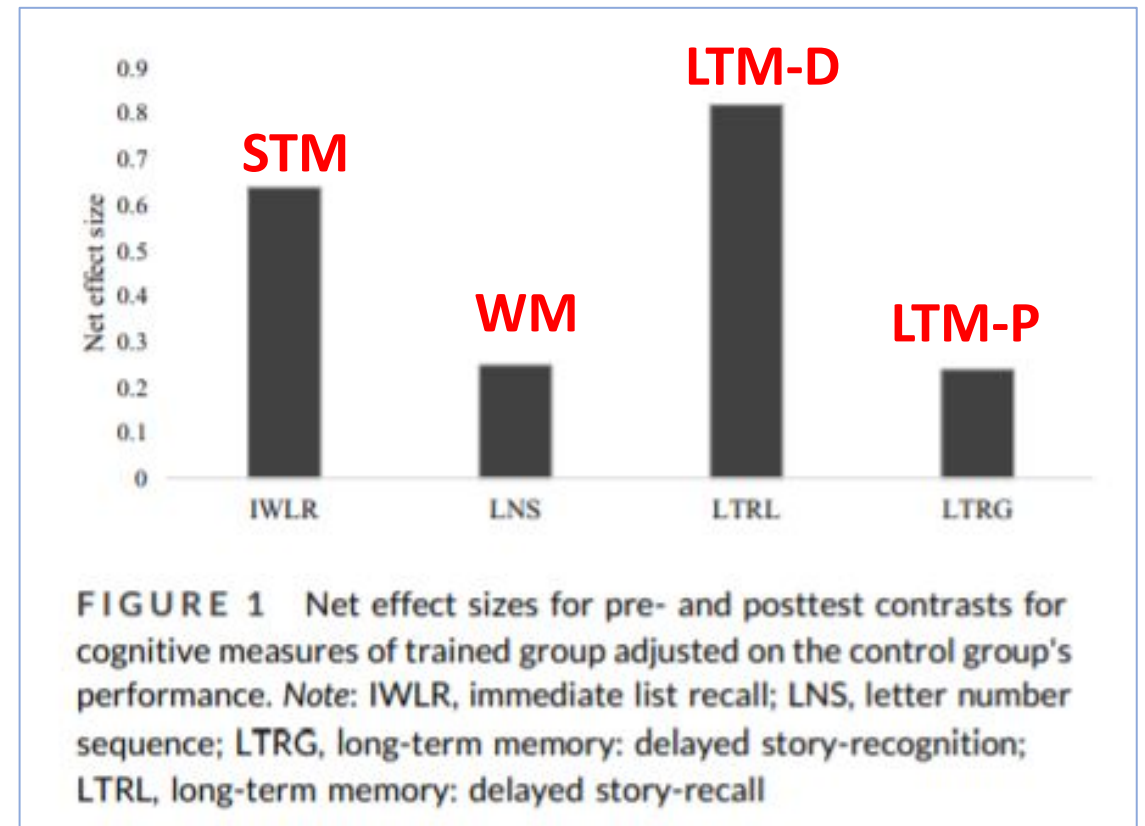 0.9
LTM-D
0.8
STM
0.7
0.6
Net effect size
0.5
0.4
WM
LTM-P
0.3
0.2
0.1
0
IWLR LNS LTRL LTRG
FIGURE 1 Net effect sizes for pre- and posttest contrasts for
cognitive measures of trained group adjusted on the control group's
performance. Note: IWLR, immediate list recall; LNS, letter number
sequence; LTRG, long-term memory: delayed story-recognition;
LTRL, long-term memory: delayed story-recall